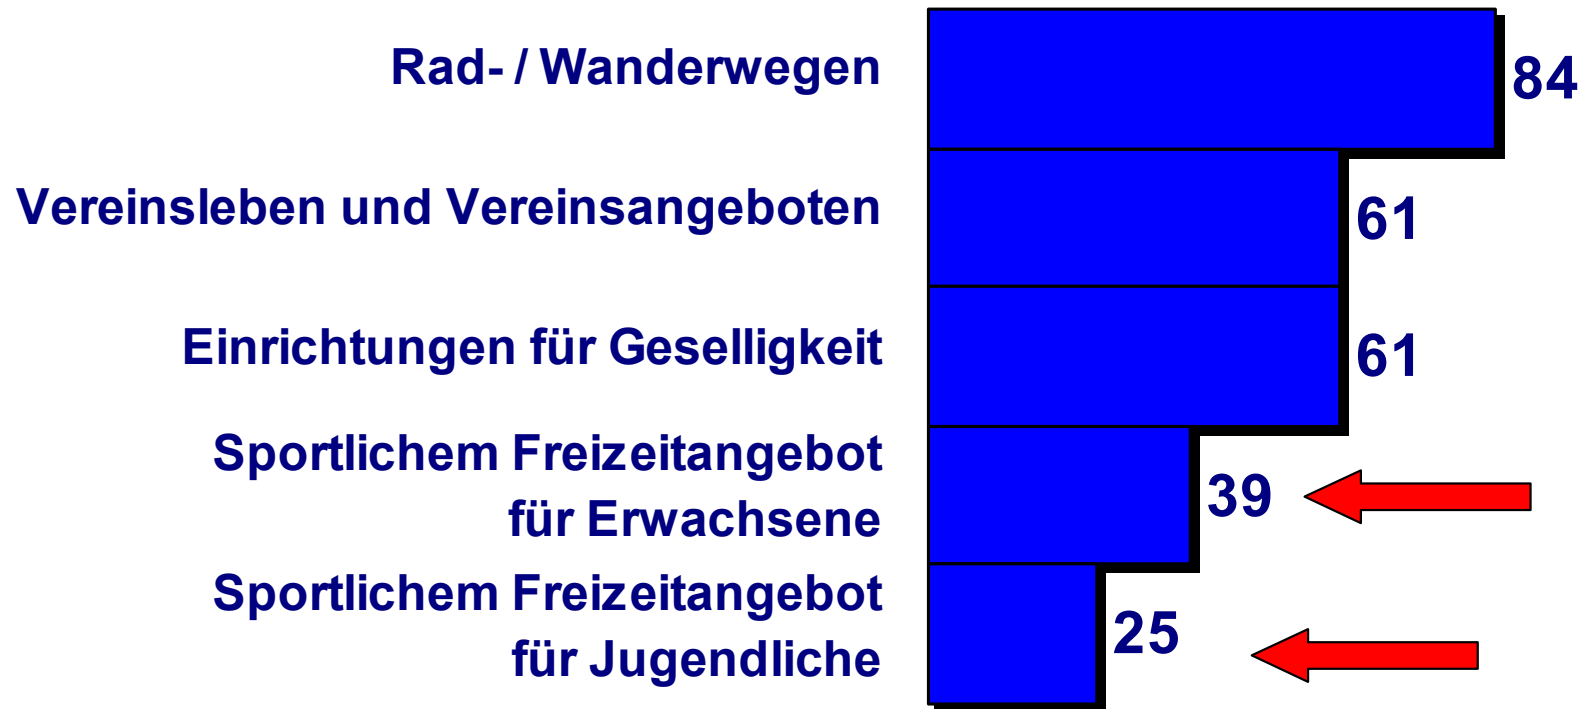 Rad- / Wanderwegen
84
Vereinsleben und Vereinsangeboten
61
Einrichtungen für Geselligkeit
61
Sportlichem Freizeitangebot
für Erwachsene
39
Sportlichem Freizeitangebot
für Jugendliche
25